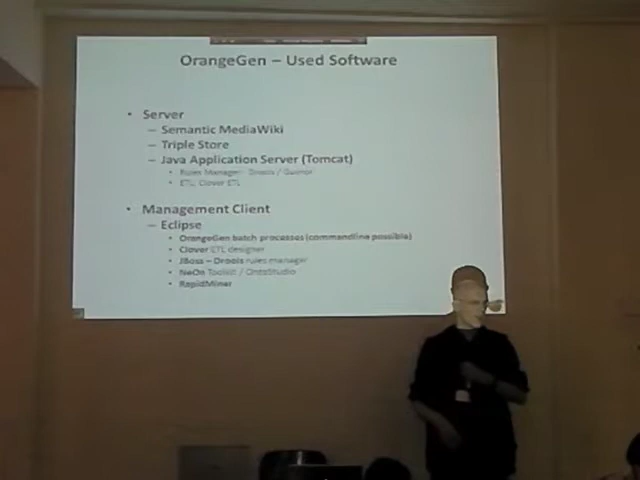 OrangeGen – Used Software
• Server
– Semantic MediaWiki
– Triple Store
– Java Application Server (Tomcat)
• Rules Manager: Drools / Guvnor
• ETL: Clover ETL
• Management Client
– Eclipse
• OrangeGen batch processes (commandline possible)
• Clover ETL designer
• JBoss – Drools rules manager
• NeOn Toolkit / OntoStudio
• RapidMiner